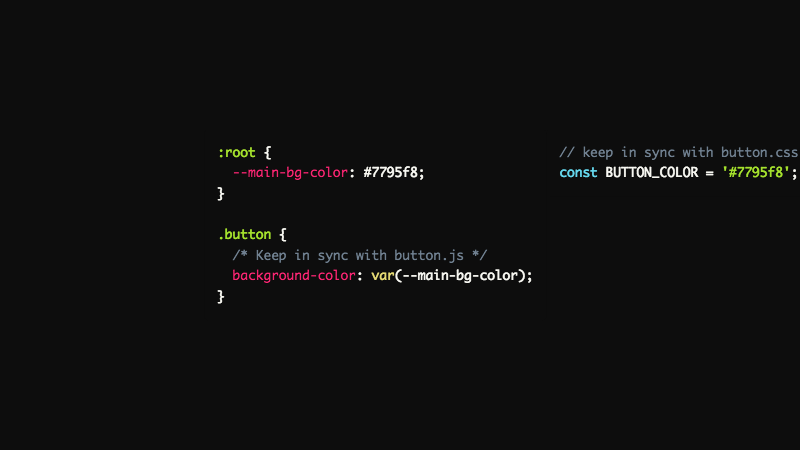 :root {
  --main-bg-color: #7795f8;
}
.button {
  /* Keep in sync with button.js */
  background-color: var(--main-bg-color);
}
// keep in sync with button.css
const BUTTON_COLOR = '#7795f8';